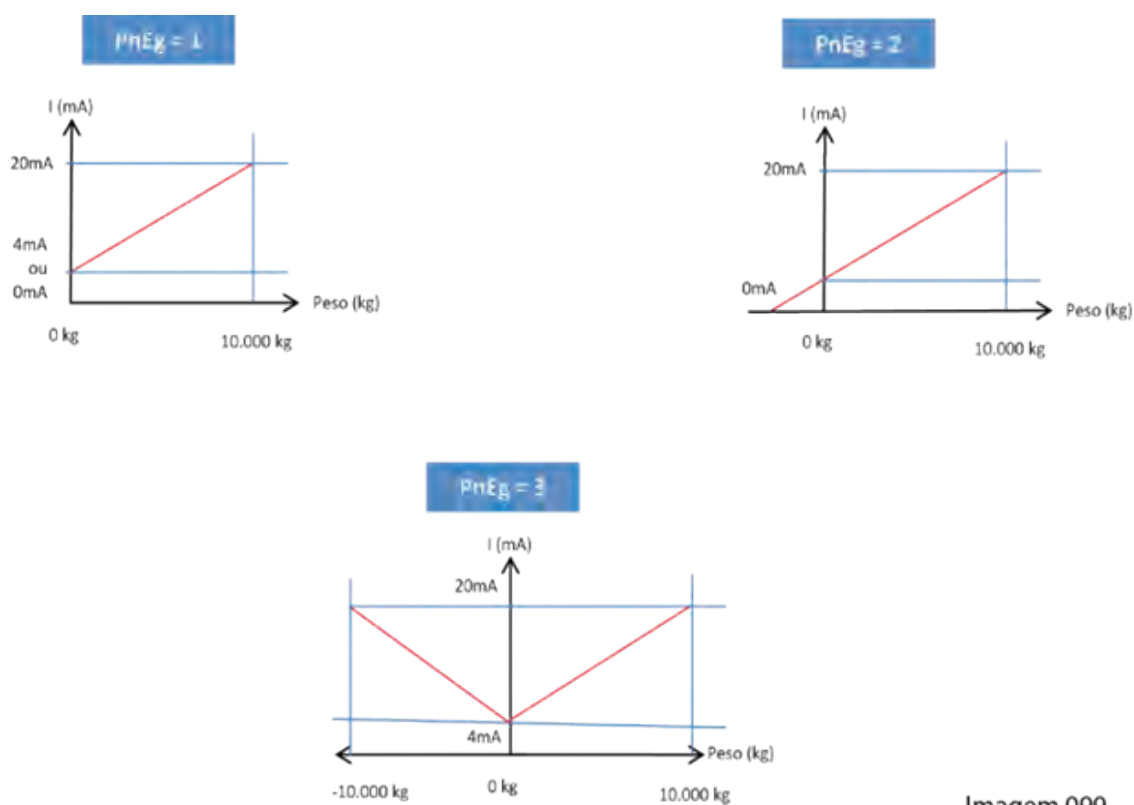 PnEg = 1
I (mA)
20mA
4mA
ou
0mA
Peso (kg)
0 kg
10.000 kg
PnEg = 2
I (mA)
20mA
0mA
Peso (kg)
0 kg
10.000 kg
PnEg = 3
I (mA)
20mA
4mA
Peso (kg)
-10.000 kg
0 kg
10.000 kg